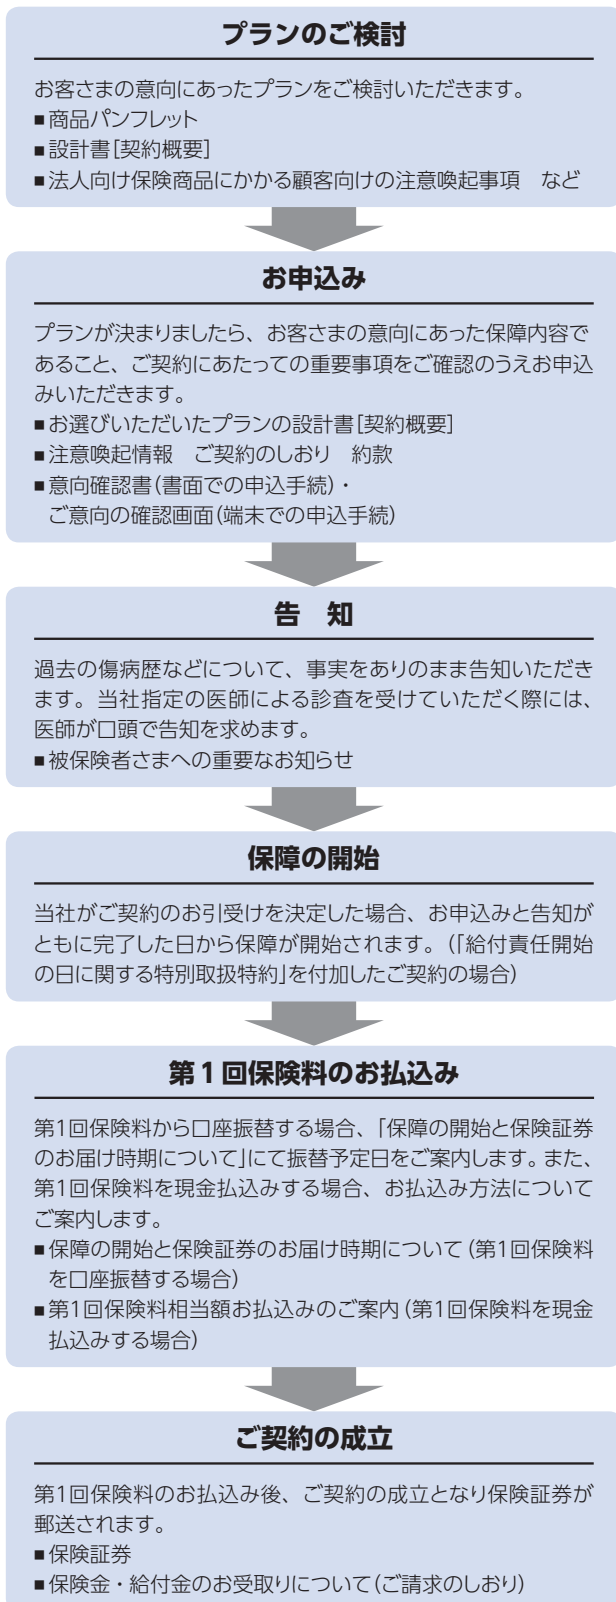 プランのご検討
お客さまの意向にあったプランをご検討いただきます。
■商品パンフレット
■設計書[契約概要]
■法人向け保険商品にかかる顧客向けの注意喚起事項　など
お申込み
プランが決まりましたら、お客さまの意向にあった保障内容で
あること、ご契約にあたっての重要事項をご確認のうえお申込
みいただきます。
■お選びいただいたプランの設計書[契約概要]
■注意喚起情報　ご契約のしおり　約款
■意向確認書(書面での申込手続)・
ご意向の確認画面(端末での申込手続)
告　知
過去の傷病歴などについて、事実をありのまま告知いただき
ます。当社指定の医師による診査を受けていただく際には、
医師が口頭で告知を求めます。
■被保険者さまへの重要なお知らせ
保障の開始
当社がご契約のお引受けを決定した場合、お申込みと告知が
ともに完了した日から保障が開始されます。(「給付責任開始
の日に関する特別取扱特約」を付加したご契約の場合)
第1回保険料のお払込み
第1回保険料から口座振替する場合、「保障の開始と保険証券
のお届け時期について」にて振替予定日をご案内します。また、
第1回保険料を現金払込みする場合、お払込み方法について
ご案内します。
■保障の開始と保険証券のお届け時期について(第1回保険料
を口座振替する場合)
■第1回保険料相当額お払込みのご案内(第1回保険料を現金
払込みする場合)
ご契約の成立
第1回保険料のお払込み後、ご契約の成立となり保険証券が
郵送されます。
■保険証券
■保険金・給付金のお受取りについて(ご請求のしおり)